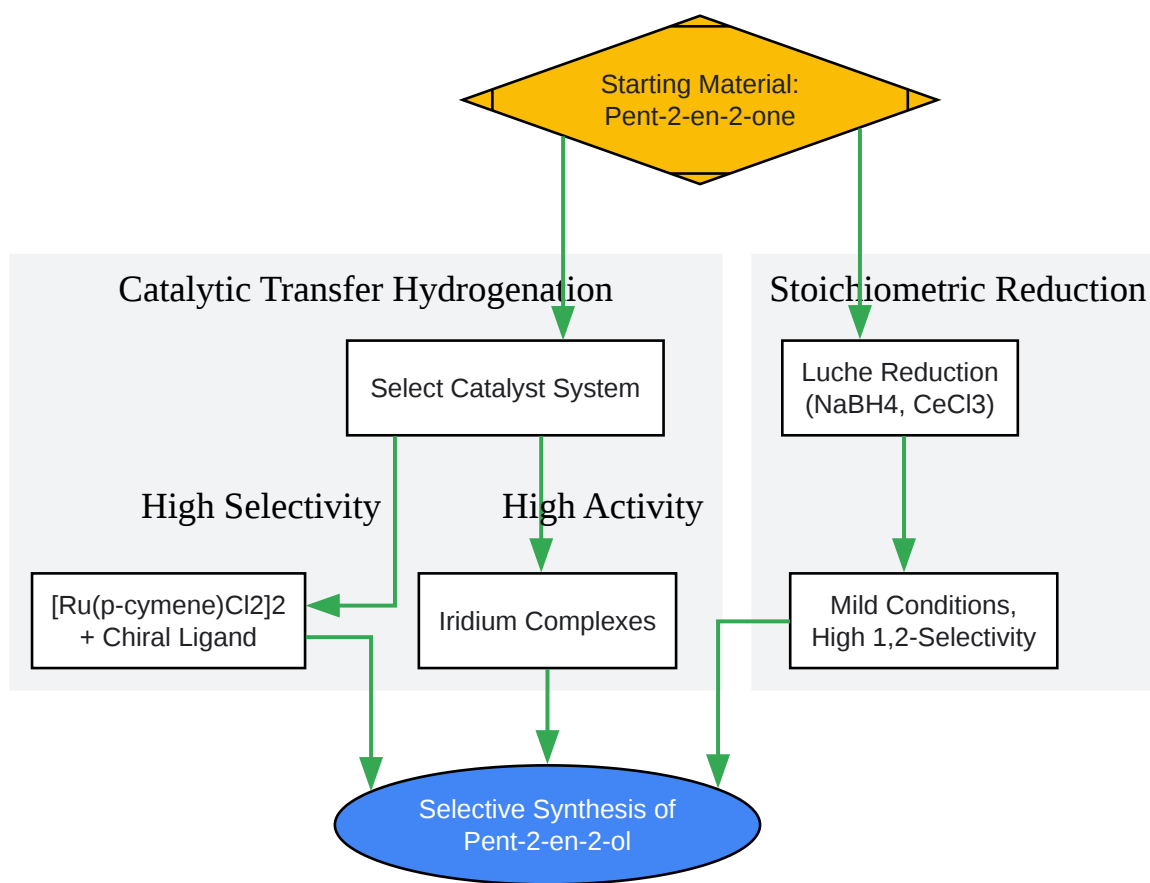 Starting Material:
Pent-2-en-2-one
Catalytic Transfer Hydrogenation
Stoichiometric Reduction
Select Catalyst System
Luche Reduction
(NaBH4, CeCl3)
High Selectivity
High Activity
[Ru(p-cymene)Cl2]2
+ Chiral Ligand
Iridium Complexes
Mild Conditions,
High 1,2-Selectivity
Selective Synthesis of
Pent-2-en-2-ol